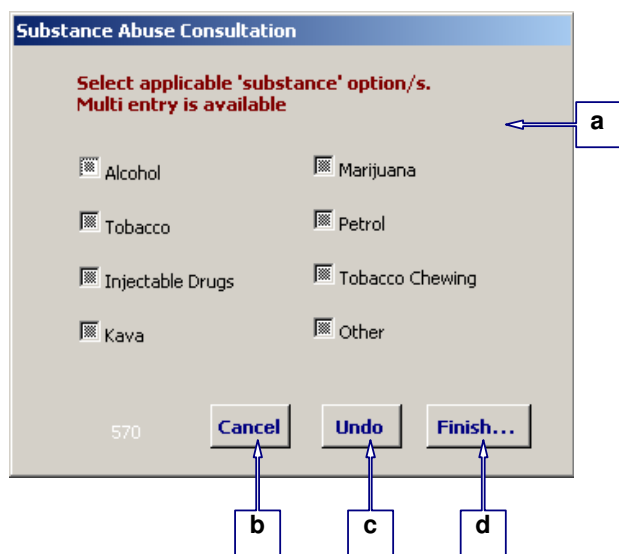 Substance Abuse Consultation
Select applicable 'substance' option/s.
Multi entry is available
a
Alcohol
Marijuana
Tobacco
Petrol
Injectable Drugs
Tobacco Chewing
Kava
Other
570
Cancel
Undo
Finish...
b
c
d